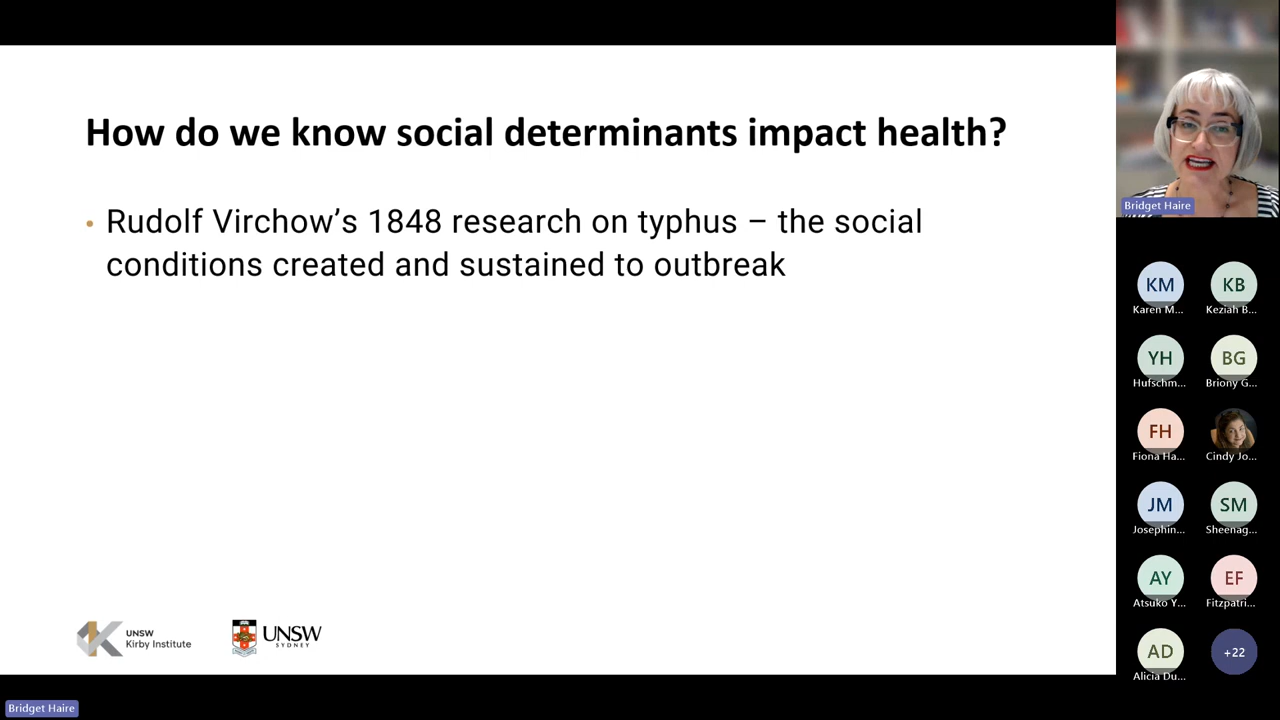 How do we know social determinants impact health?
• Rudolf Virchow’s 1848 research on typhus – the social
conditions created and sustained to outbreak
UNSW
Kirby Institute
UNSW
SYDNEY
Bridget Haire
KM
KB
Karen M...
Keziah B...
YH
BG
Hufschm...
Briony G...
FH
Fiona Ha...
Cindy Jo...
JM
SM
Josephin...
Sheenag...
AY
EF
Atsuko Y...
Fitzpatri...
AD
+22
Alicia Du...
Bridget Haire